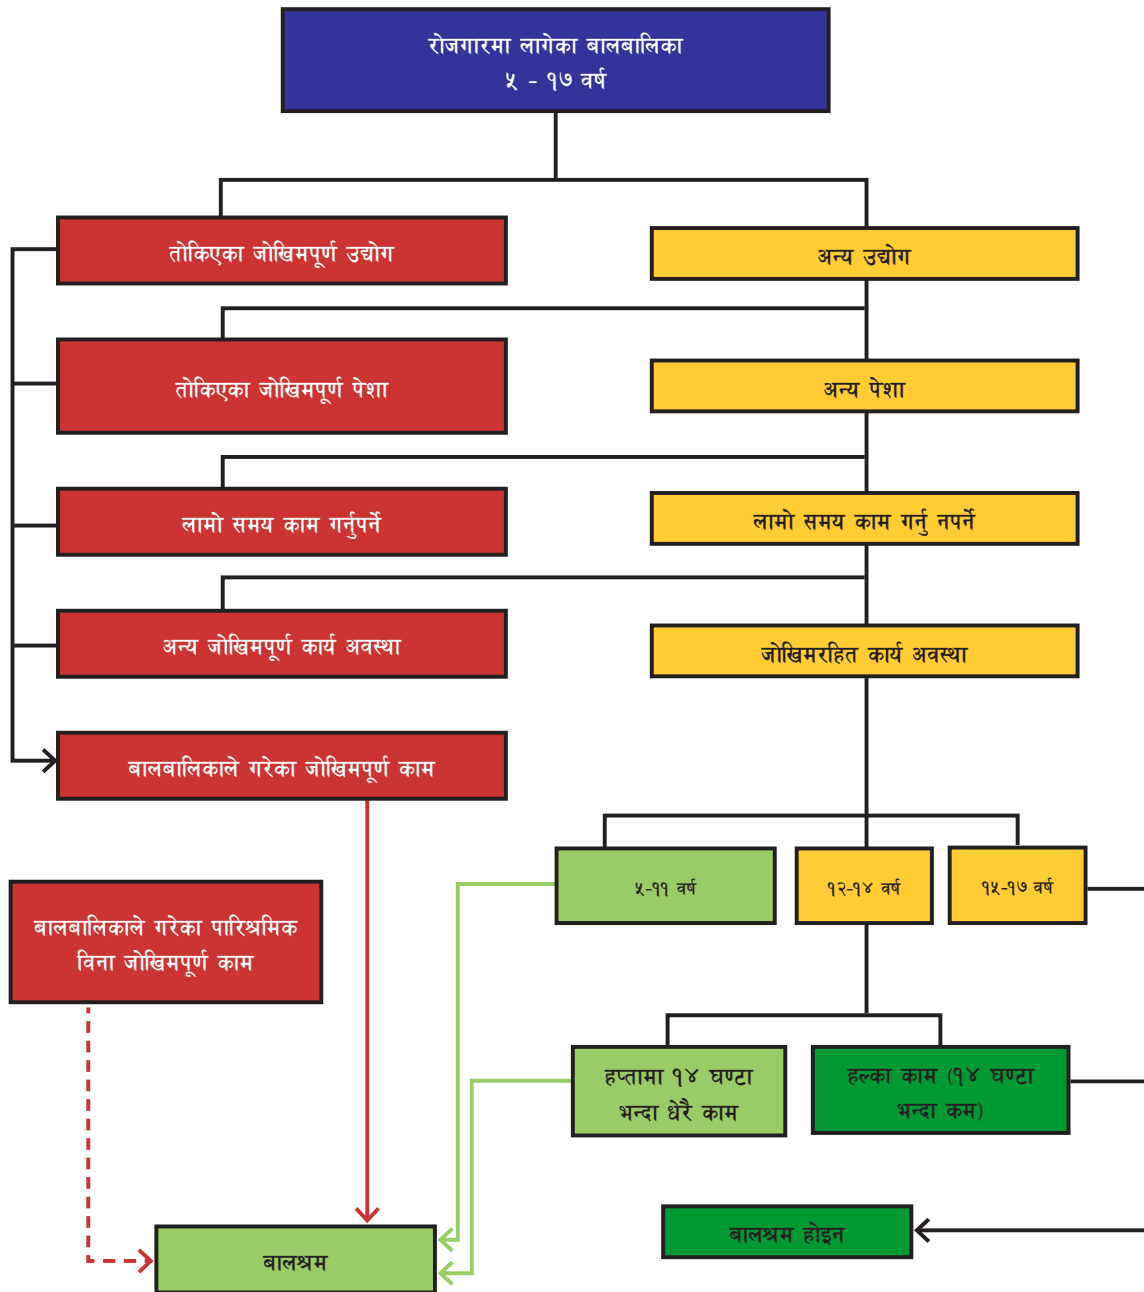 रोजगारमा लागेका बालबालिका
५ - १७ वर्ष
तोकिएका जोखिमपूर्ण उद्योग
अन्य उद्योग
तोकिएका जोखिमपूर्ण पेशा
अन्य पेशा
लामो समय काम गर्नुपर्ने
लामो समय काम गर्नु नपर्ने
अन्य जोखिमपूर्ण कार्य अवस्था
जोखिमरहित कार्य अवस्था
बालबालिकाले गरेका जोखिमपूर्ण काम
५-११ वर्ष
१२-१४ वर्ष
१५-१७ वर्ष
बालबालिकाले गरेका पारिश्रमिक
विना जोखिमपूर्ण काम
हप्तामा १४ घण्टा
भन्दा धेरै काम
हल्का काम (१४ घण्टा
भन्दा कम)
बालश्रम
बालश्रम होइन